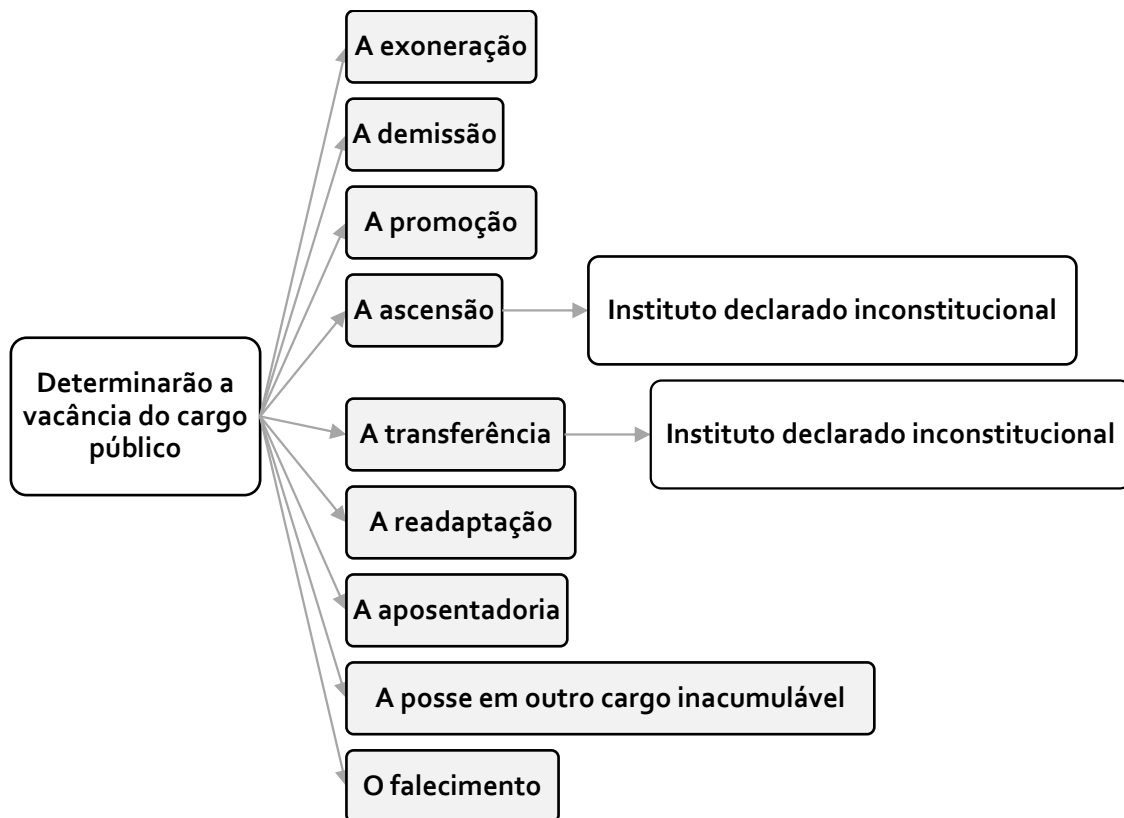 A exoneração
A demissão
A promoção
A ascensão
Instituto declarado inconstitucional
Determinarão a
vacância do cargo
público
A transferência
Instituto declarado inconstitucional
A readaptação
A aposentadoria
A posse em outro cargo inacumulável
O falecimento